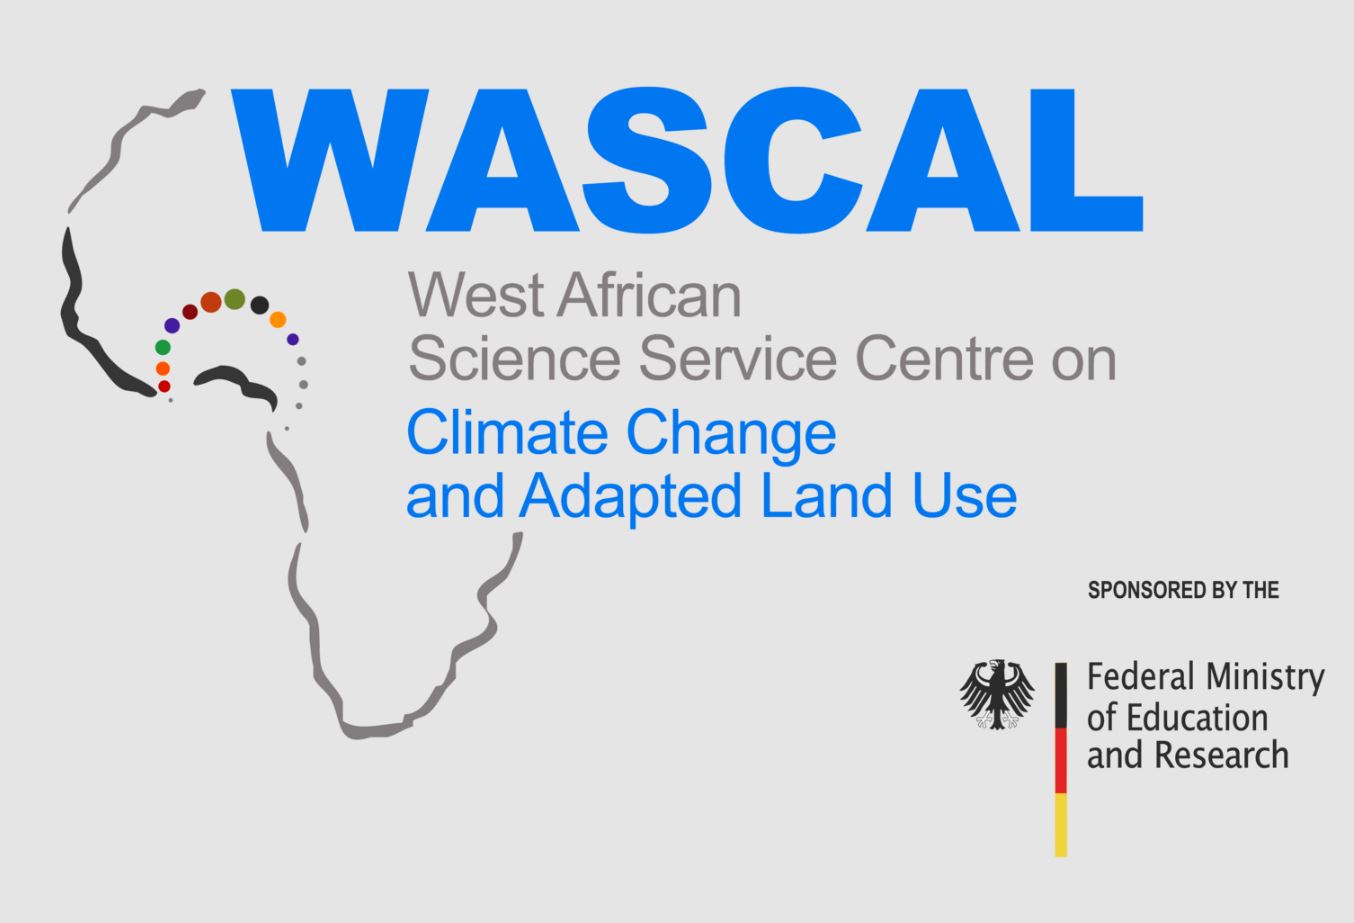 WASCAL
West African
Science Service Centre on
Climate Change
and Adapted Land Use
SPONSORED BY THE
Federal Ministry
of Education
and Research